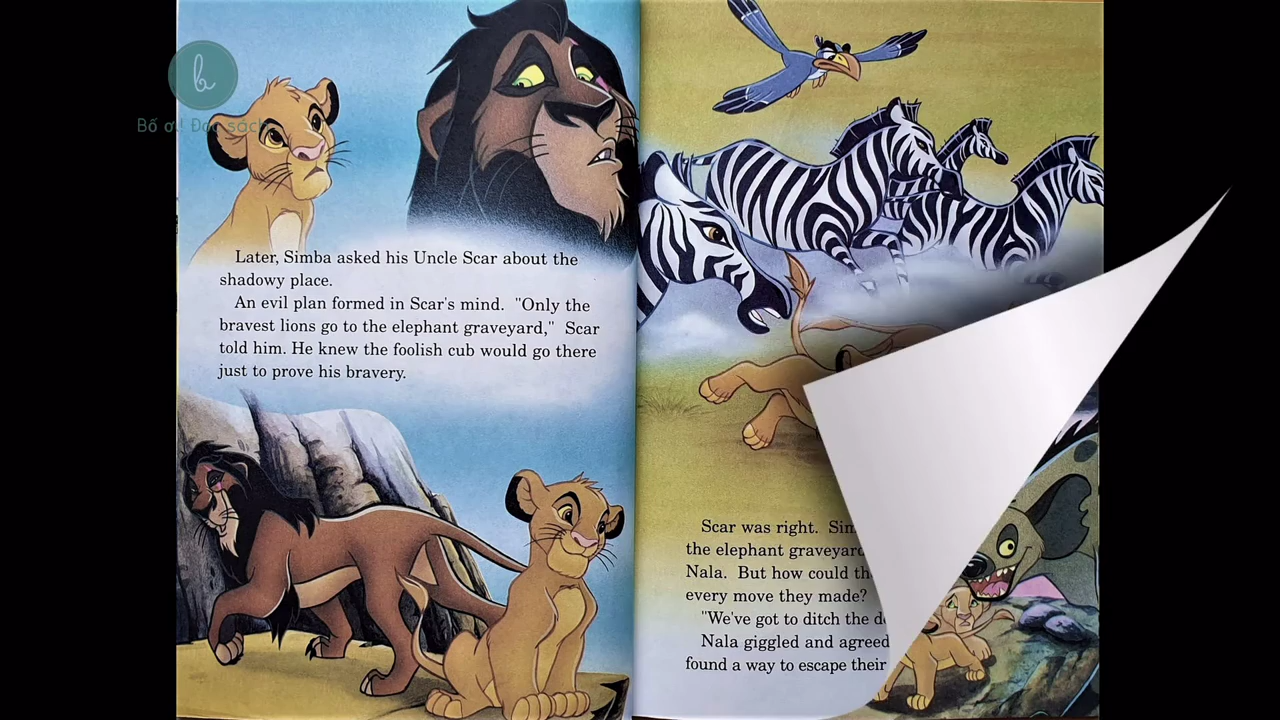 b
Bố ơi! Đọc sách
Later, Simba asked his Uncle Scar about the
shadowy place.
An evil plan formed in Scar's mind. "Only the
bravest lions go to the elephant graveyard," Scar
told him. He knew the foolish cub would go there
just to prove his bravery.
Scar was right. Sim
the elephant graveyard
Nala. But how could th
every move they made?
"We've got to ditch the d
Nala giggled and agreed
found a way to escape their